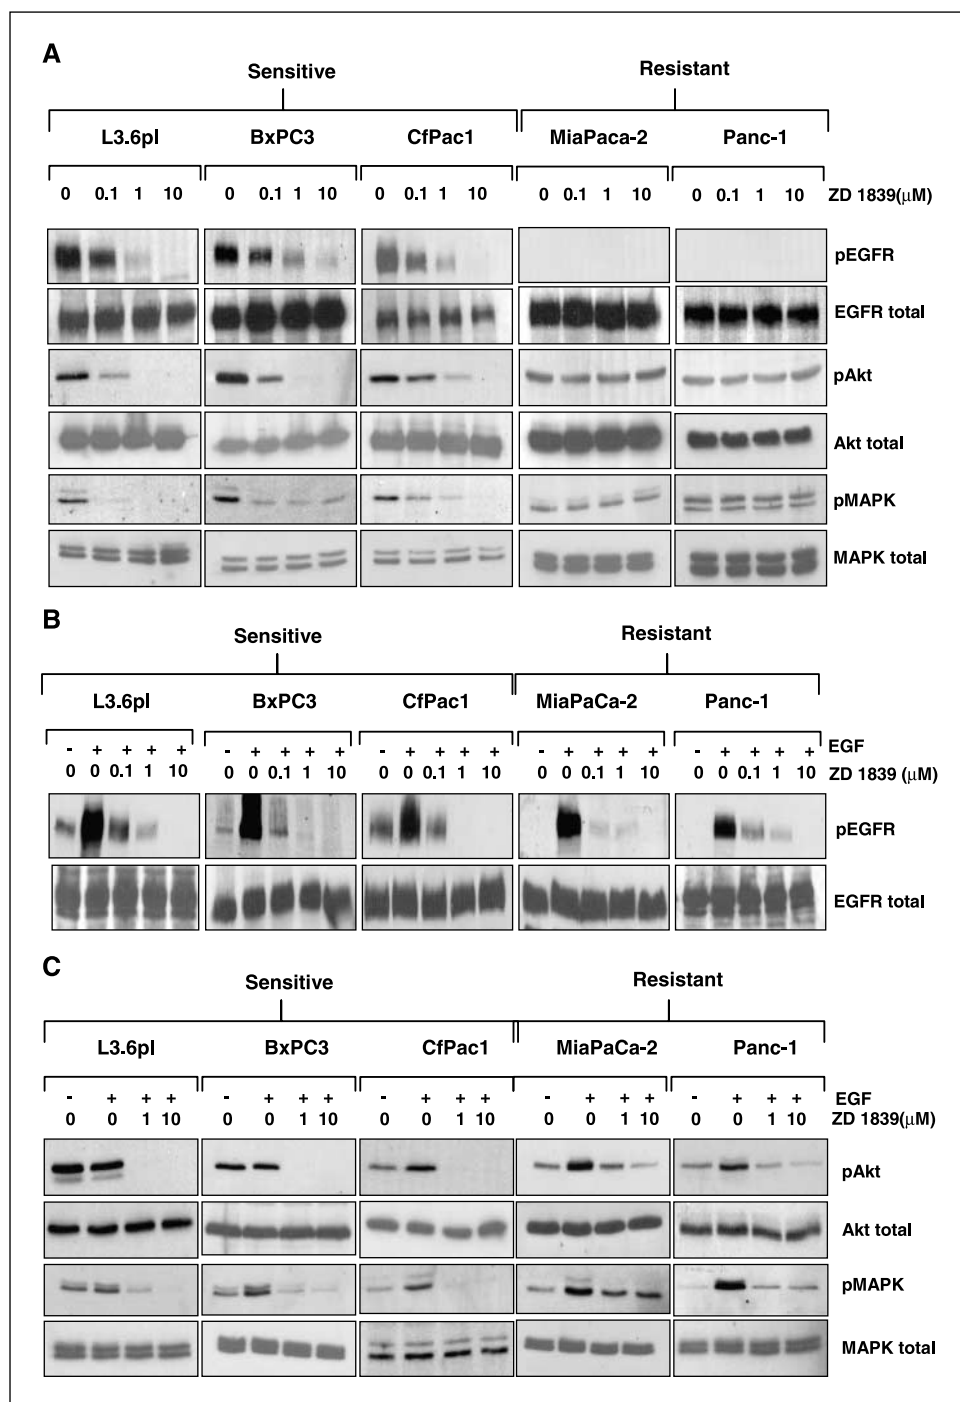 A
Sensitive Resistant
L3.6pl BxPC3 CfPac1 MiaPaca-2 Panc-1
0 0.1 1 10 0 0.1 1 10 0 0.1 1 10 0 0.1 1 10 0 0.1 1 10 ZD 1839(μM)
pEGFR
EGFR total
pAkt
Akt total
pMAPK
MAPK total
B
Sensitive Resistant
L3.6pl BxPC3 CfPac1 MiaPaCa-2 Panc-1
- + + + + - + + + + - + + + + - + + + + - + + + + EGF
0 0 0.1 1 10 0 0 0.1 1 10 0 0 0.1 1 10 0 0 0.1 1 10 0 0 0.1 1 10 ZD 1839 (μM)
pEGFR
EGFR total
C
Sensitive Resistant
L3.6pl BxPC3 CfPac1 MiaPaCa-2 Panc-1
- + + + - + + + - + + + - + + + - + + + EGF
0 0 1 10 0 0 1 10 0 0 1 10 0 0 1 10 0 0 1 10 ZD 1839(μM)
pAkt
Akt total
pMAPK
MAPK total